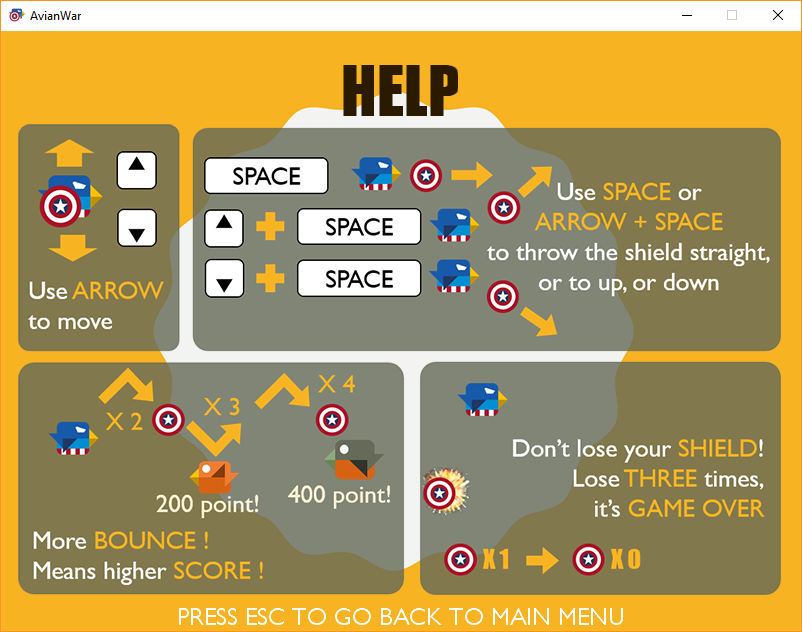 AvianWar
HELP
Use ARROW
to move
SPACE
SPACE
SPACE
Use SPACE or
ARROW + SPACE
to throw the shield straight,
or to up, or down
X 2
X 3
X 4
200 point!
400 point!
More BOUNCE !
Means higher SCORE !
Don't lose your SHIELD!
Lose THREE times,
it's GAME OVER
X1
X0
PRESS ESC TO GO BACK TO MAIN MENU